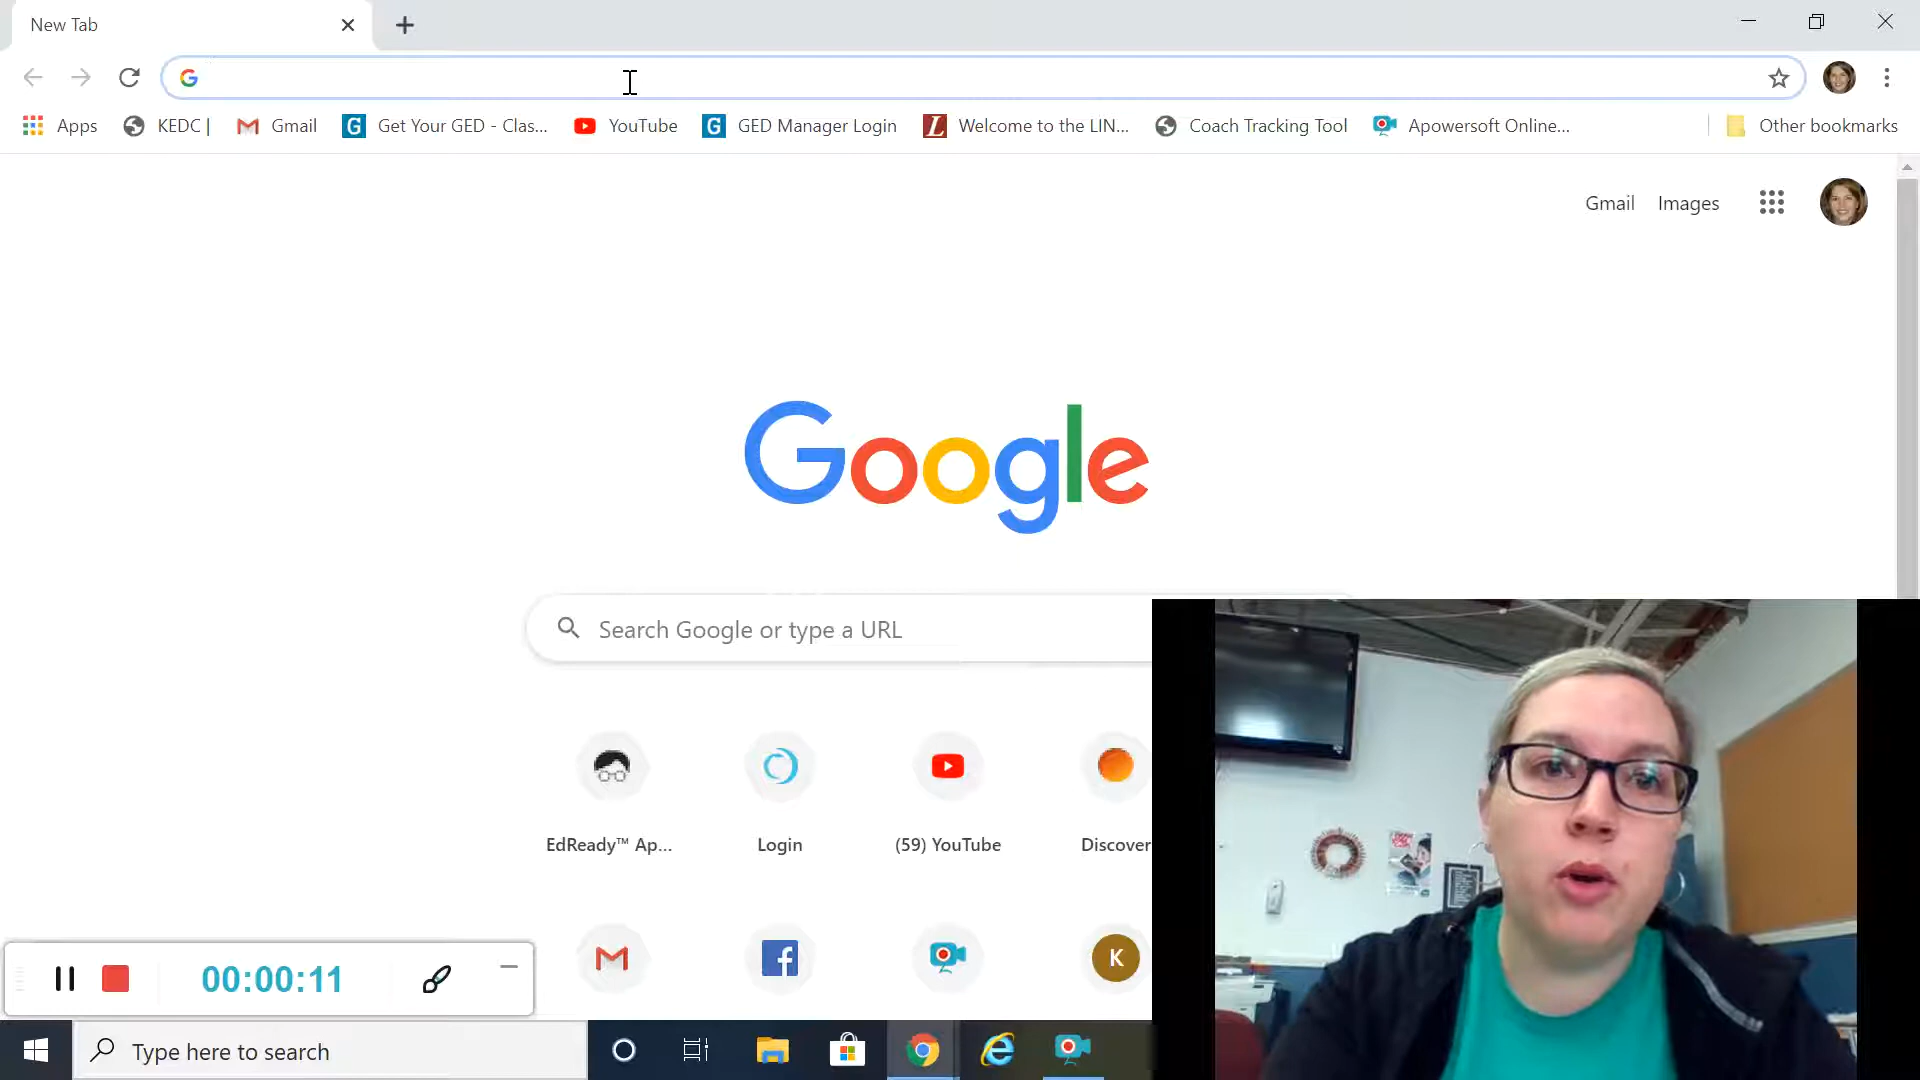 New Tab
Apps KEDC | Gmail Get Your GED - Clas... YouTube GED Manager Login Welcome to the LIN... Coach Tracking Tool Apowersoft Online... Other bookmarks
Gmail Images
Google
Search Google or type a URL
EdReady™ Ap... Login (59) YouTube Discover
K
00:00:11
Type here to search